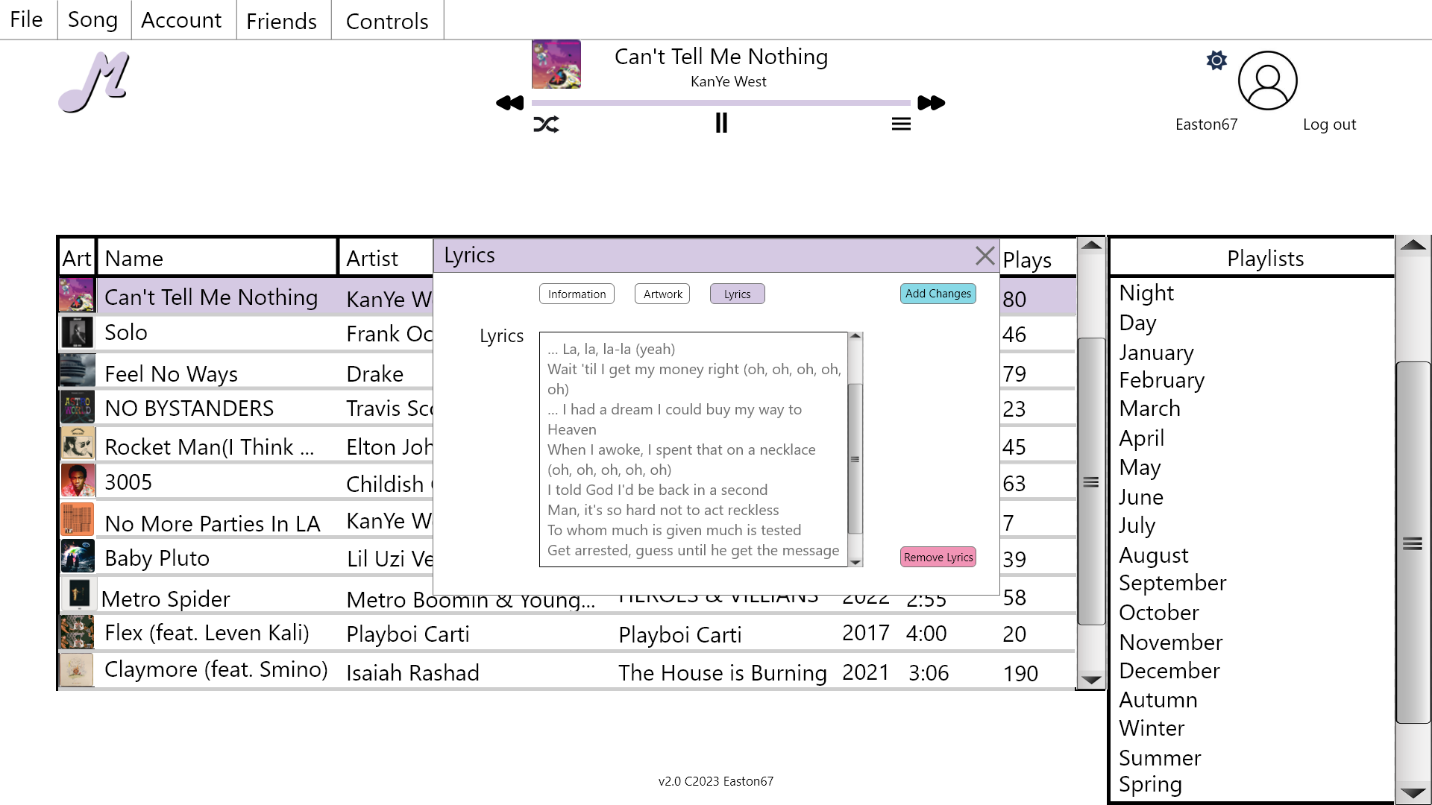 File Song Account Friends Controls
Can't Tell Me Nothing
KanYe West
Easton67 Log out
Art Name Artist Plays
Can't Tell Me Nothing KanYe W 80
Solo Frank Oc 46
Feel No Ways Drake 79
NO BYSTANDERS Travis Sco 23
Rocket Man(I Think ... Elton Joh 45
3005 Childish 63
No More Parties In LA KanYe W 7
Baby Pluto Lil Uzi Ve 39
Metro Spider Metro Boomin & Young... HEROES & VILLIANS 2022 2:55 58
Flex (feat. Leven Kali) Playboi Carti Playboi Carti 2017 4:00 20
Claymore (feat. Smino) Isaiah Rashad The House is Burning 2021 3:06 190
Lyrics
Information Artwork Lyrics Add Changes
Lyrics
... La, la, la-la (yeah)
Wait 'til I get my money right (oh, oh, oh, oh,
oh)
... I had a dream I could buy my way to
Heaven
When I awoke, I spent that on a necklace
(oh, oh, oh, oh, oh)
I told God I'd be back in a second
Man, it's so hard not to act reckless
To whom much is given much is tested
Get arrested, guess until he get the message
Remove Lyrics
Playlists
Night
Day
January
February
March
April
May
June
July
August
September
October
November
December
Autumn
Winter
Summer
Spring
v2.0 C2023 Easton67